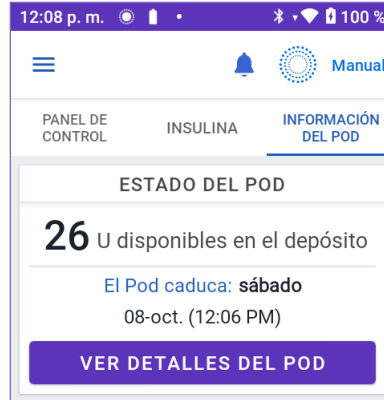 12:08 p. m. 100 %
Manual
PANEL DE CONTROL
INSULINA
INFORMACIÓN DEL POD
ESTADO DEL POD
26 U disponibles en el depósito
El Pod caduca: sábado
08-oct. (12:06 PM)
VER DETALLES DEL POD